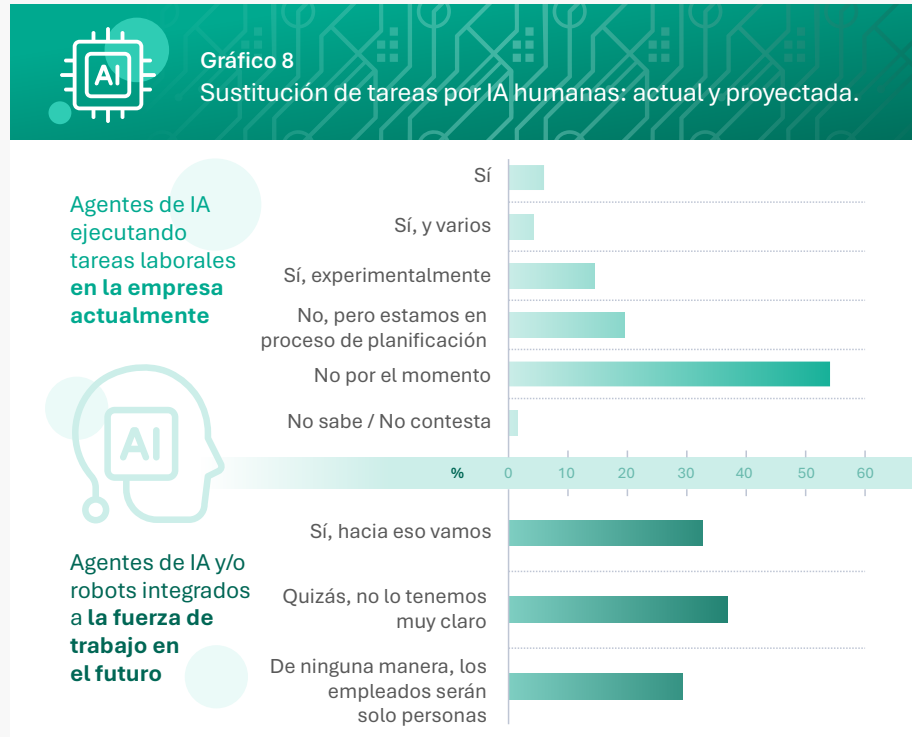 AI
Gráfico 8
Sustitución de tareas por IA humanas: actual y proyectada.
Agentes de IA
ejecutando
tareas laborales
en la empresa
actualmente
Sí
Sí, y varios
Sí, experimentalmente
No, pero estamos en
proceso de planificación
No por el momento
No sabe / No contesta
AI
% 0 10 20 30 40 50 60
Agentes de IA y/o
robots integrados
a la fuerza de
trabajo en
el futuro
Sí, hacia eso vamos
Quizás, no lo tenemos
muy claro
De ninguna manera, los
empleados serán
solo personas